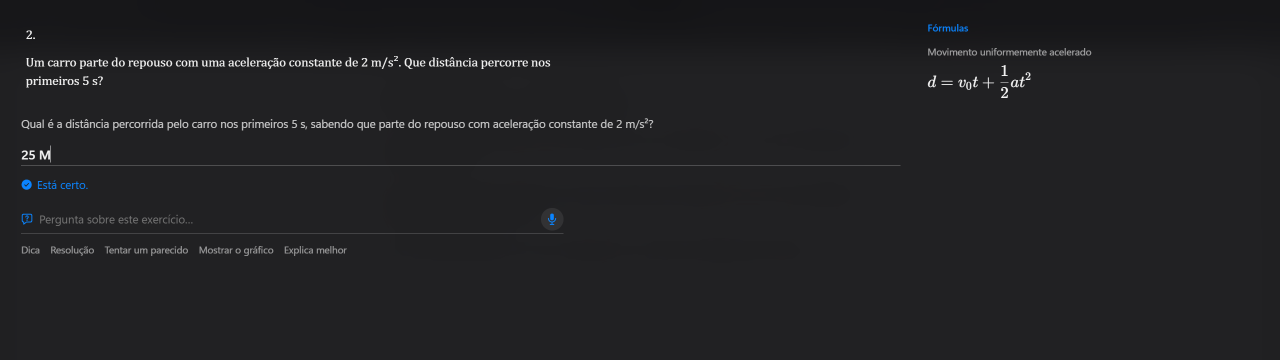 2.
Um carro parte do repouso com uma aceleração constante de 2 m/s². Que distância percorre nos
primeiros 5 s?
Qual é a distância percorrida pelo carro nos primeiros 5 s, sabendo que parte do repouso com aceleração constante de 2 m/s²?
25 M
Está certo.
Pergunta sobre este exercício...
Dica Resolução Tentar um parecido Mostrar o gráfico Explica melhor
Fórmulas
Movimento uniformemente acelerado
d = v₀t + 1/2 at²